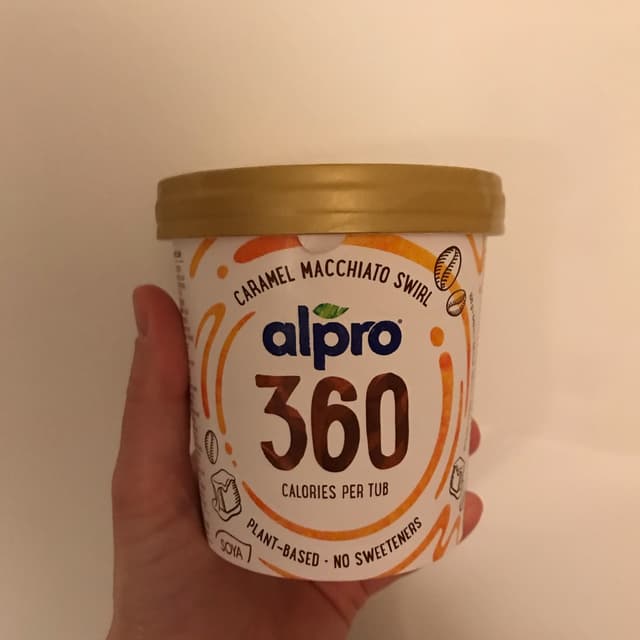 CARAMEL MACCHIATO SWIRL
alpro
360
CALORIES PER TUB
PLANT-BASED · NO SWEETENERS
SOYA